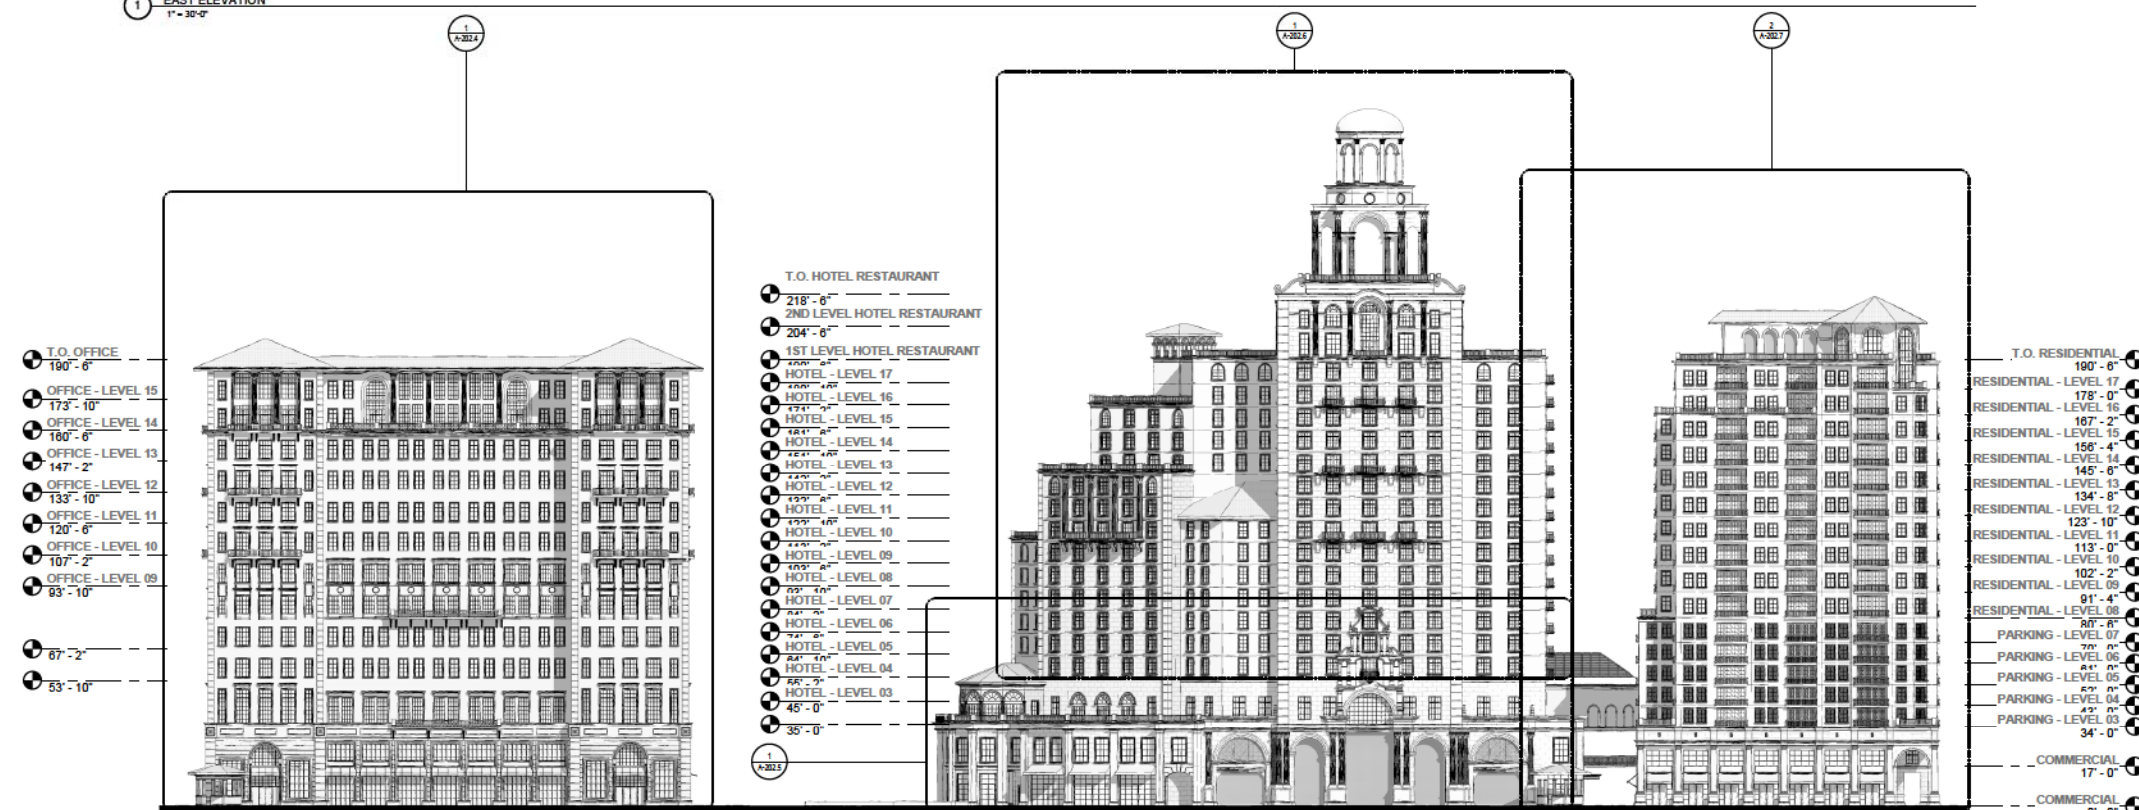 1
EAST ELEVATION
1" = 30'-0"
1
A-202.4
1
A-202.6
2
A-202.7
T.O. OFFICE
190' - 6"
OFFICE - LEVEL 15
173' - 10"
OFFICE - LEVEL 14
160' - 6"
OFFICE - LEVEL 13
147' - 2"
OFFICE - LEVEL 12
133' - 10"
OFFICE - LEVEL 11
120' - 6"
OFFICE - LEVEL 10
107' - 2"
OFFICE - LEVEL 09
93' - 10"
67' - 2"
53' - 10"
T.O. HOTEL RESTAURANT
218' - 6"
2ND LEVEL HOTEL RESTAURANT
204' - 6"
1ST LEVEL HOTEL RESTAURANT
HOTEL - LEVEL 17
HOTEL - LEVEL 16
HOTEL - LEVEL 15
HOTEL - LEVEL 14
HOTEL - LEVEL 13
HOTEL - LEVEL 12
HOTEL - LEVEL 11
HOTEL - LEVEL 10
HOTEL - LEVEL 09
HOTEL - LEVEL 08
HOTEL - LEVEL 07
HOTEL - LEVEL 06
HOTEL - LEVEL 05
HOTEL - LEVEL 04
55' - 2"
HOTEL - LEVEL 03
45' - 0"
35' - 0"
1
A-202.5
T.O. RESIDENTIAL
190' - 6"
RESIDENTIAL - LEVEL 17
178' - 0"
RESIDENTIAL - LEVEL 16
167' - 2"
RESIDENTIAL - LEVEL 15
156' - 4"
RESIDENTIAL - LEVEL 14
145' - 6"
RESIDENTIAL - LEVEL 13
134' - 8"
RESIDENTIAL - LEVEL 12
123' - 10"
RESIDENTIAL - LEVEL 11
113' - 0"
RESIDENTIAL - LEVEL 10
102' - 2"
RESIDENTIAL - LEVEL 09
91' - 4"
RESIDENTIAL - LEVEL 08
80' - 6"
PARKING - LEVEL 07
PARKING - LEVEL 06
PARKING - LEVEL 05
PARKING - LEVEL 04
PARKING - LEVEL 03
34' - 0"
COMMERCIAL
17' - 0"
COMMERCIAL